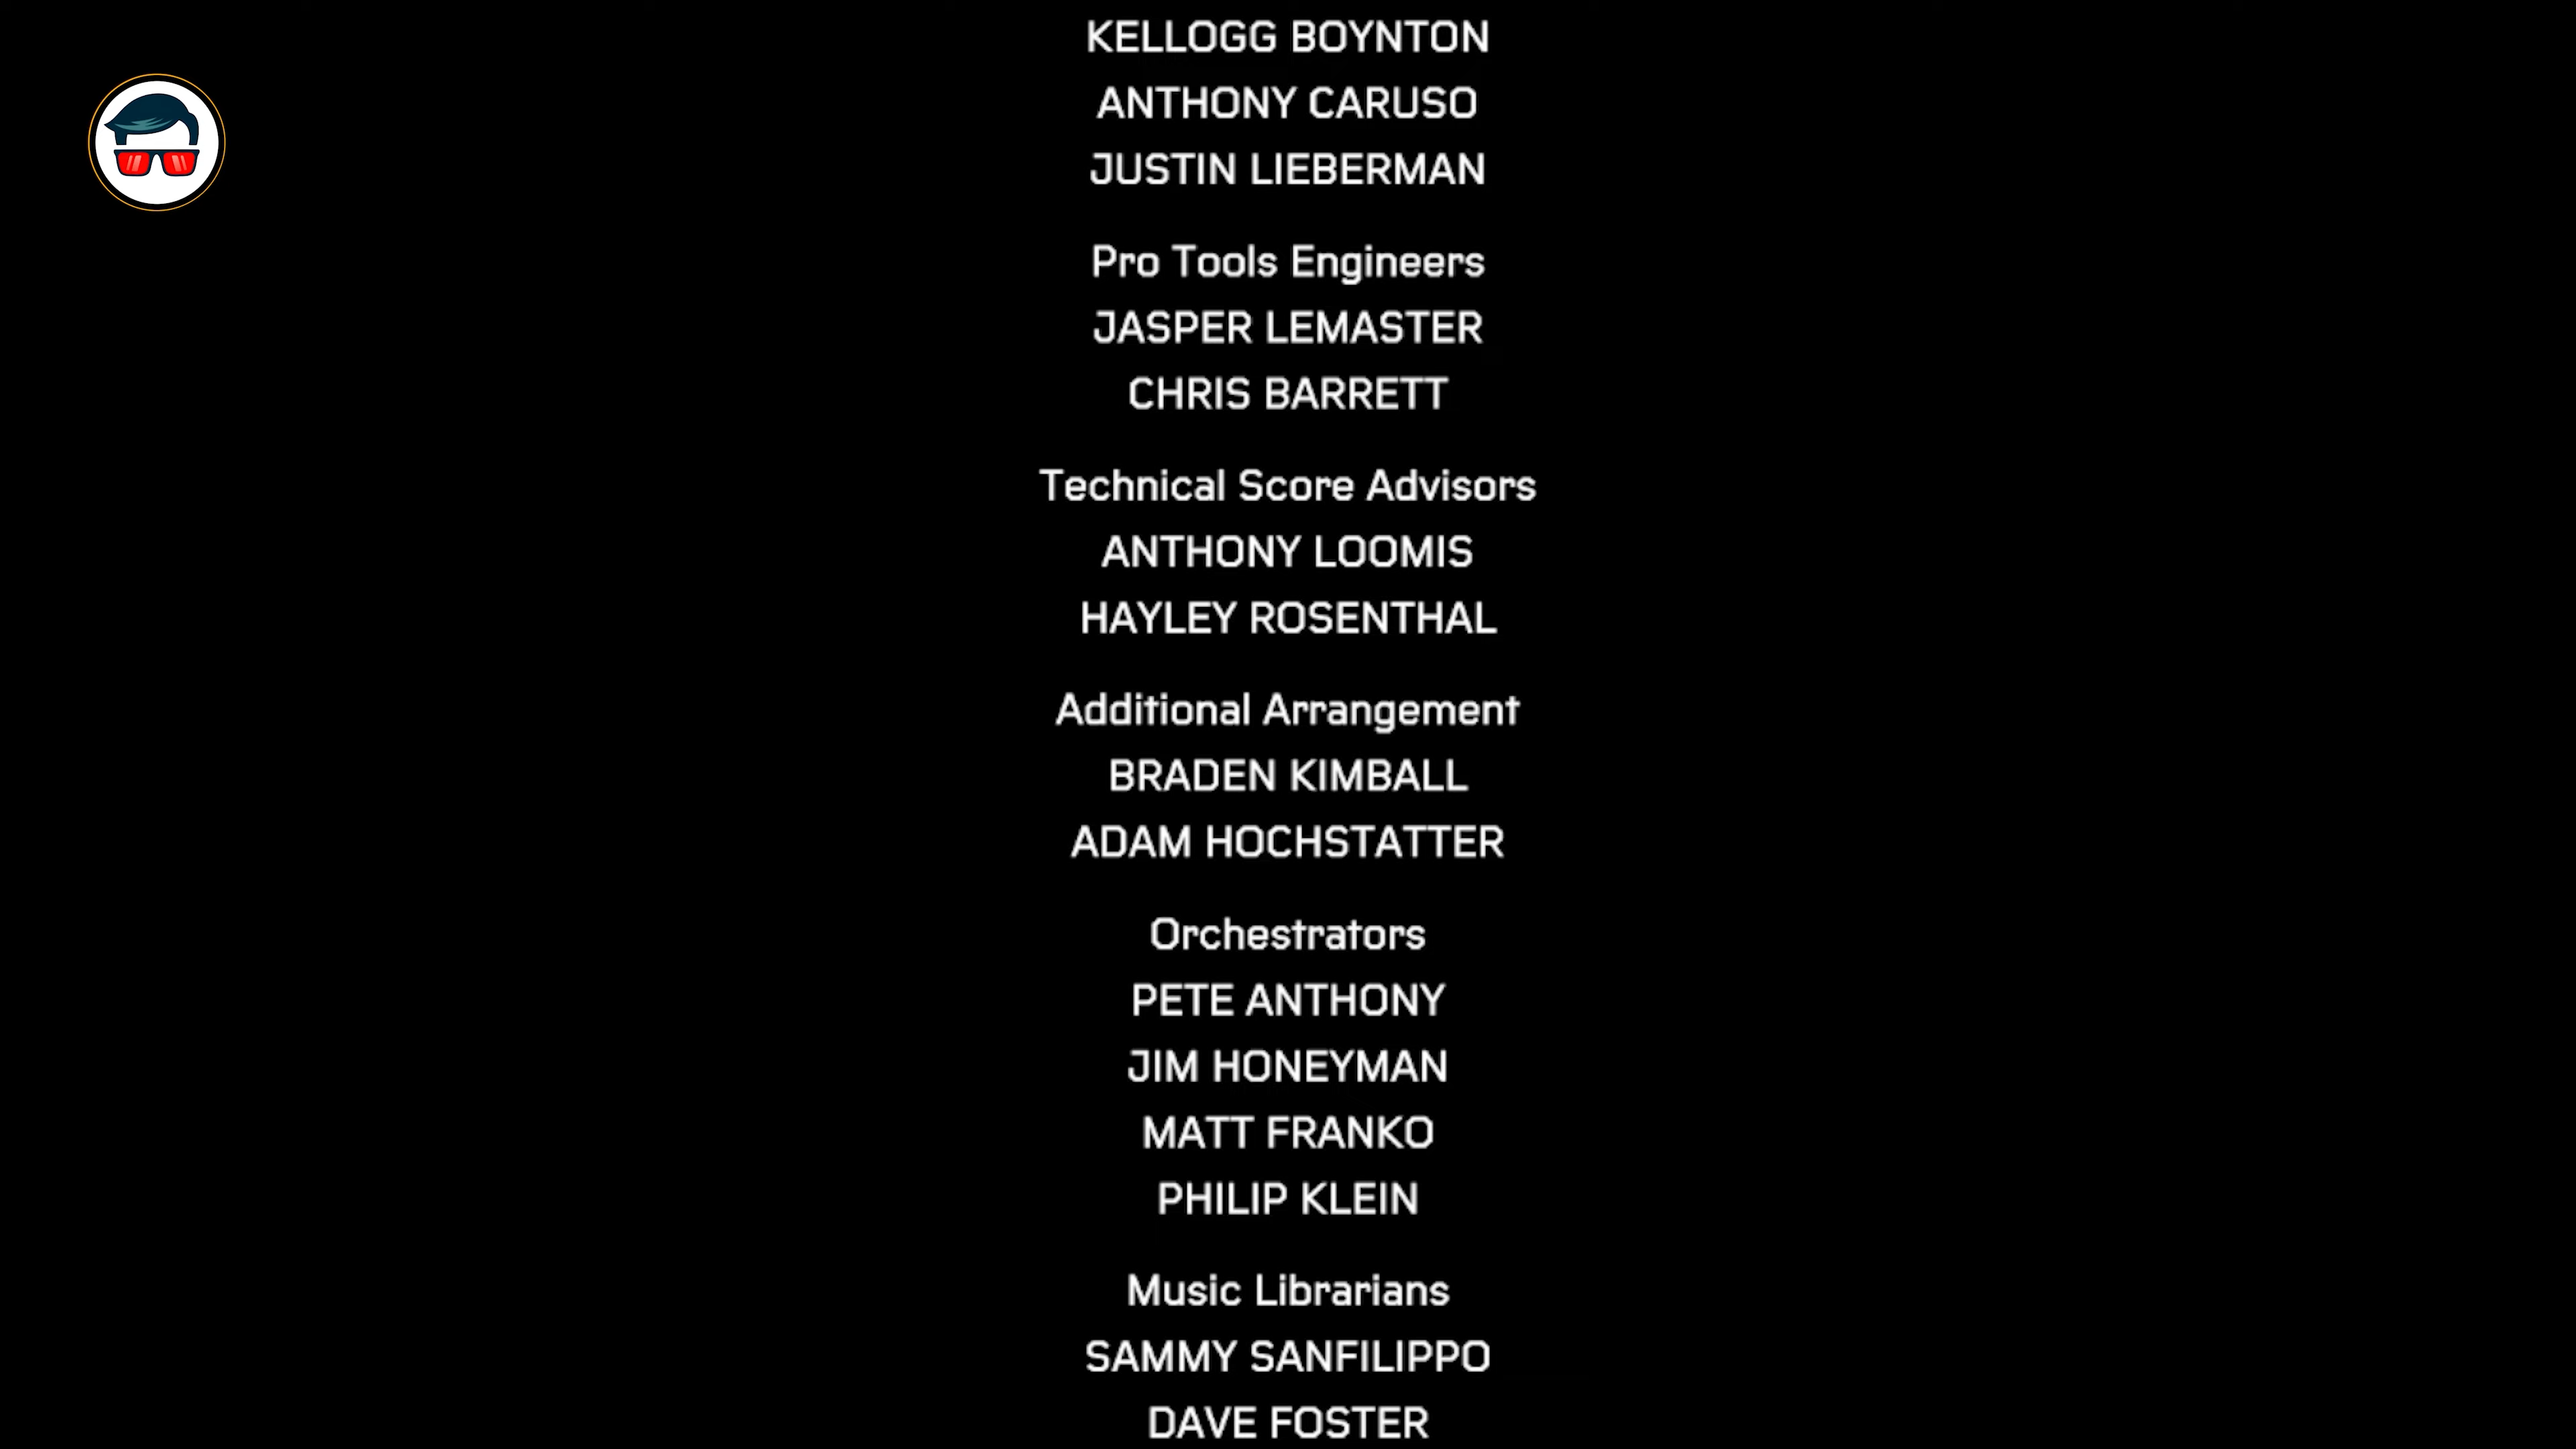 KELLOGG BOYNTON
ANTHONY CARUSO
JUSTIN LIEBERMAN
Pro Tools Engineers
JASPER LEMASTER
CHRIS BARRETT
Technical Score Advisors
ANTHONY LOOMIS
HAYLEY ROSENTHAL
Additional Arrangement
BRADEN KIMBALL
ADAM HOCHSTATTER
Orchestrators
PETE ANTHONY
JIM HONEYMAN
MATT FRANKO
PHILIP KLEIN
Music Librarians
SAMMY SANFILIPPO
DAVE FOSTER